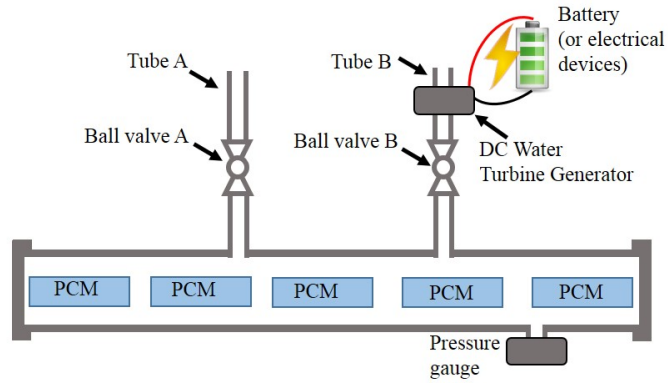 Battery
(or electrical
devices)
Tube A
Tube B
Ball valve A
Ball valve B
DC Water
Turbine Generator
PCM
PCM
PCM
PCM
PCM
Pressure
gauge